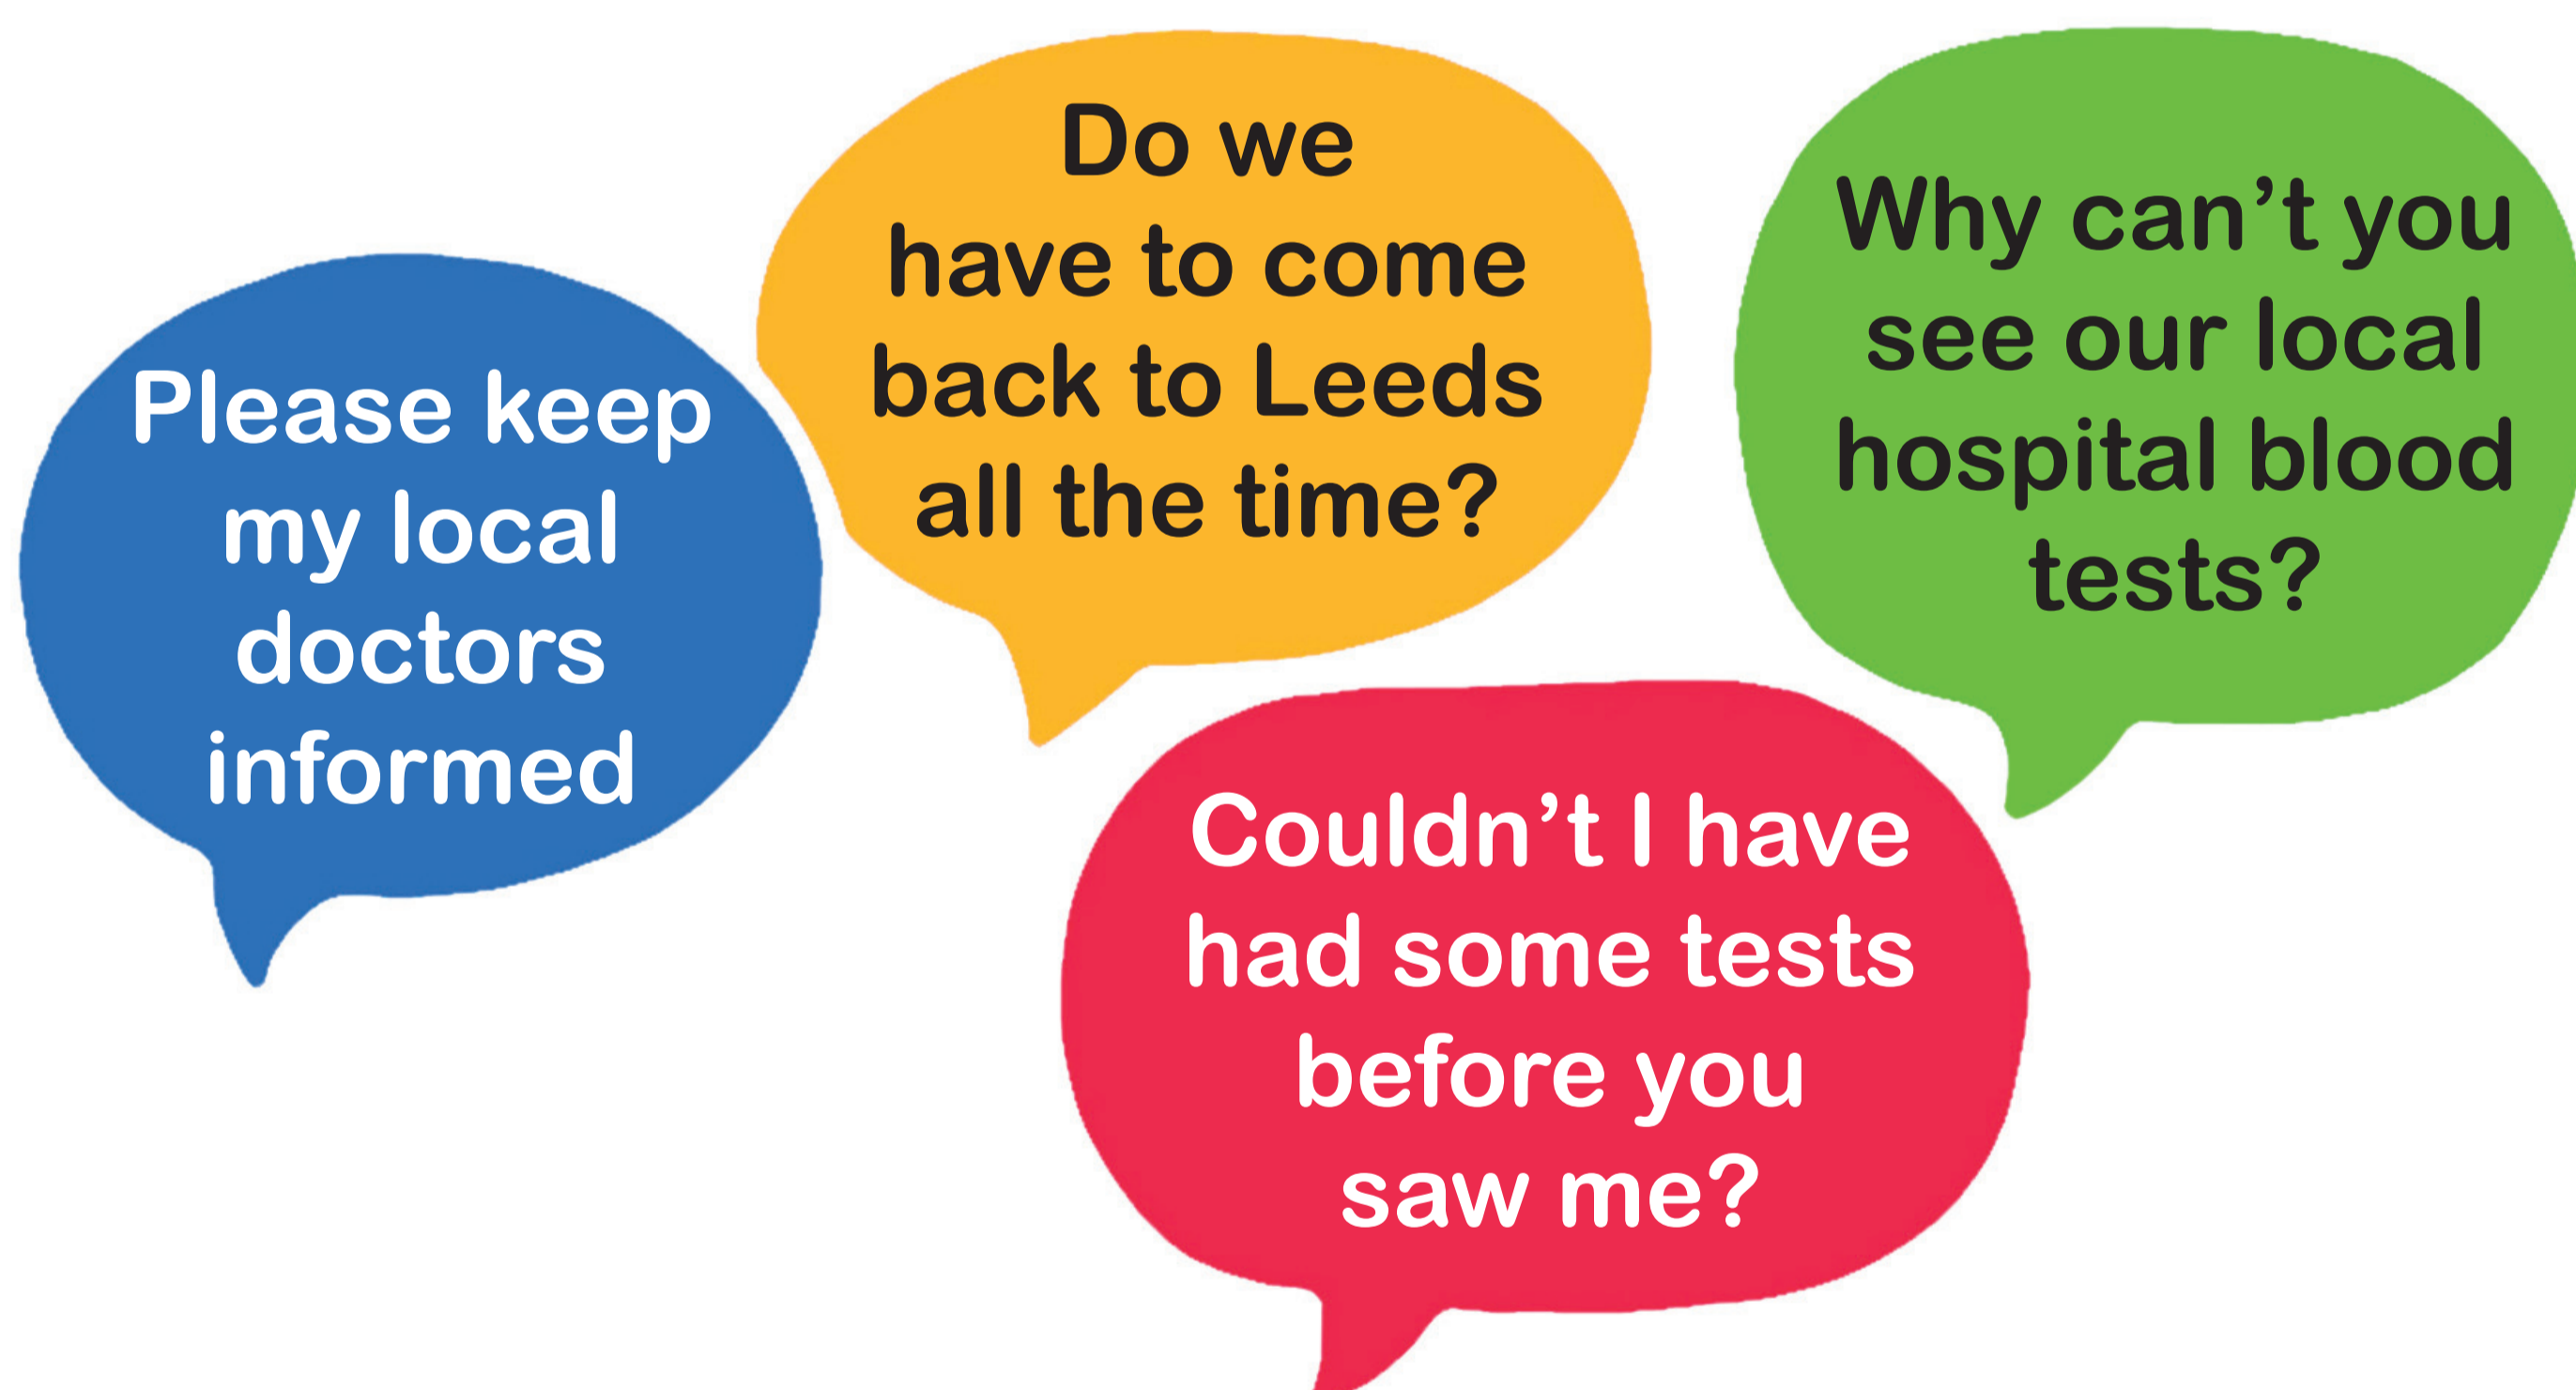 Please keep
my local
doctors
informed
Do we
have to come
back to Leeds
all the time?
Why can’t you
see our local
hospital blood
tests?
Couldn’t I have
had some tests
before you
saw me?